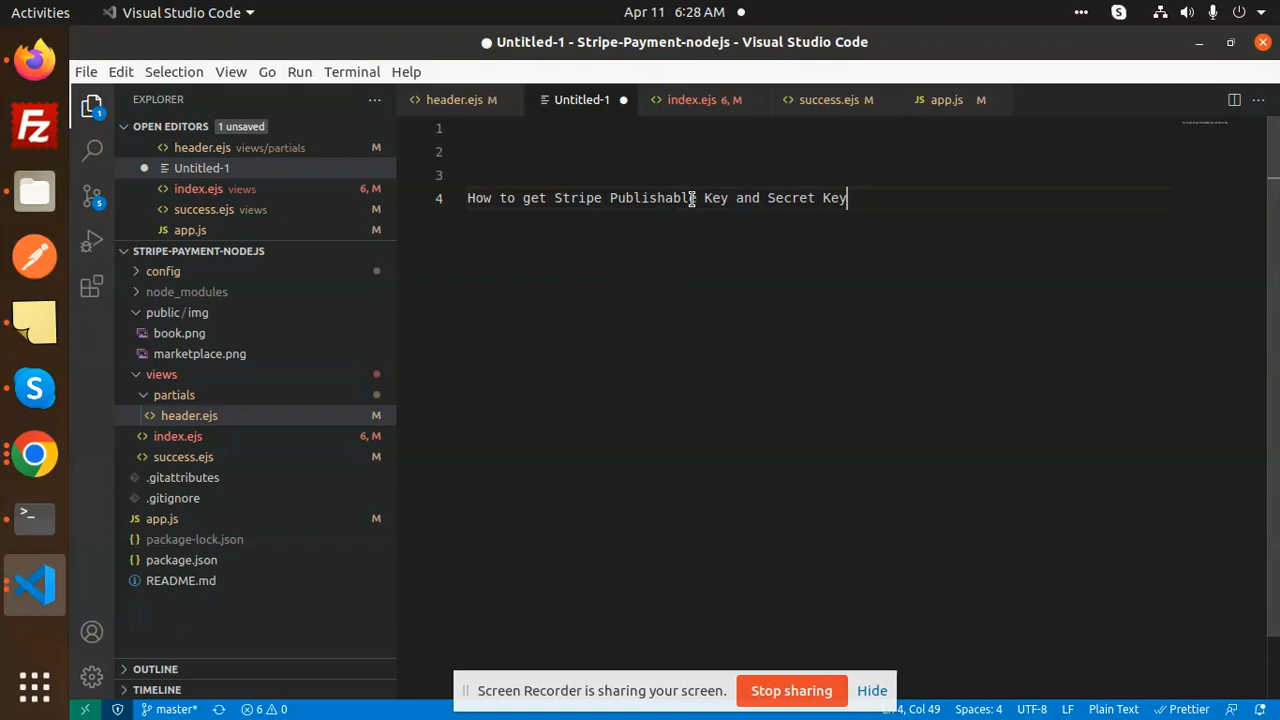 Activities
Visual Studio Code
Apr 11 6:28 AM
● Untitled-1 - Stripe-Payment-nodejs - Visual Studio Code
File Edit Selection View Go Run Terminal Help
EXPLORER
OPEN EDITORS 1 unsaved
header.ejs views/partials M
Untitled-1
index.ejs views 6, M
success.ejs views M
app.js M
STRIPE-PAYMENT-NODEJS
config
node_modules
public / img
book.png
marketplace.png
views
partials
header.ejs M
index.ejs 6, M
success.ejs M
.gitattributes
.gitignore
app.js M
package-lock.json
package.json
README.md
OUTLINE
TIMELINE
header.ejs M
Untitled-1
index.ejs 6, M
success.ejs M
app.js M
1
2
3
4 How to get Stripe Publishable Key and Secret Key
Screen Recorder is sharing your screen. Stop sharing Hide
master* 6 0
Ln 4, Col 49 Spaces: 4 UTF-8 LF Plain Text Prettier